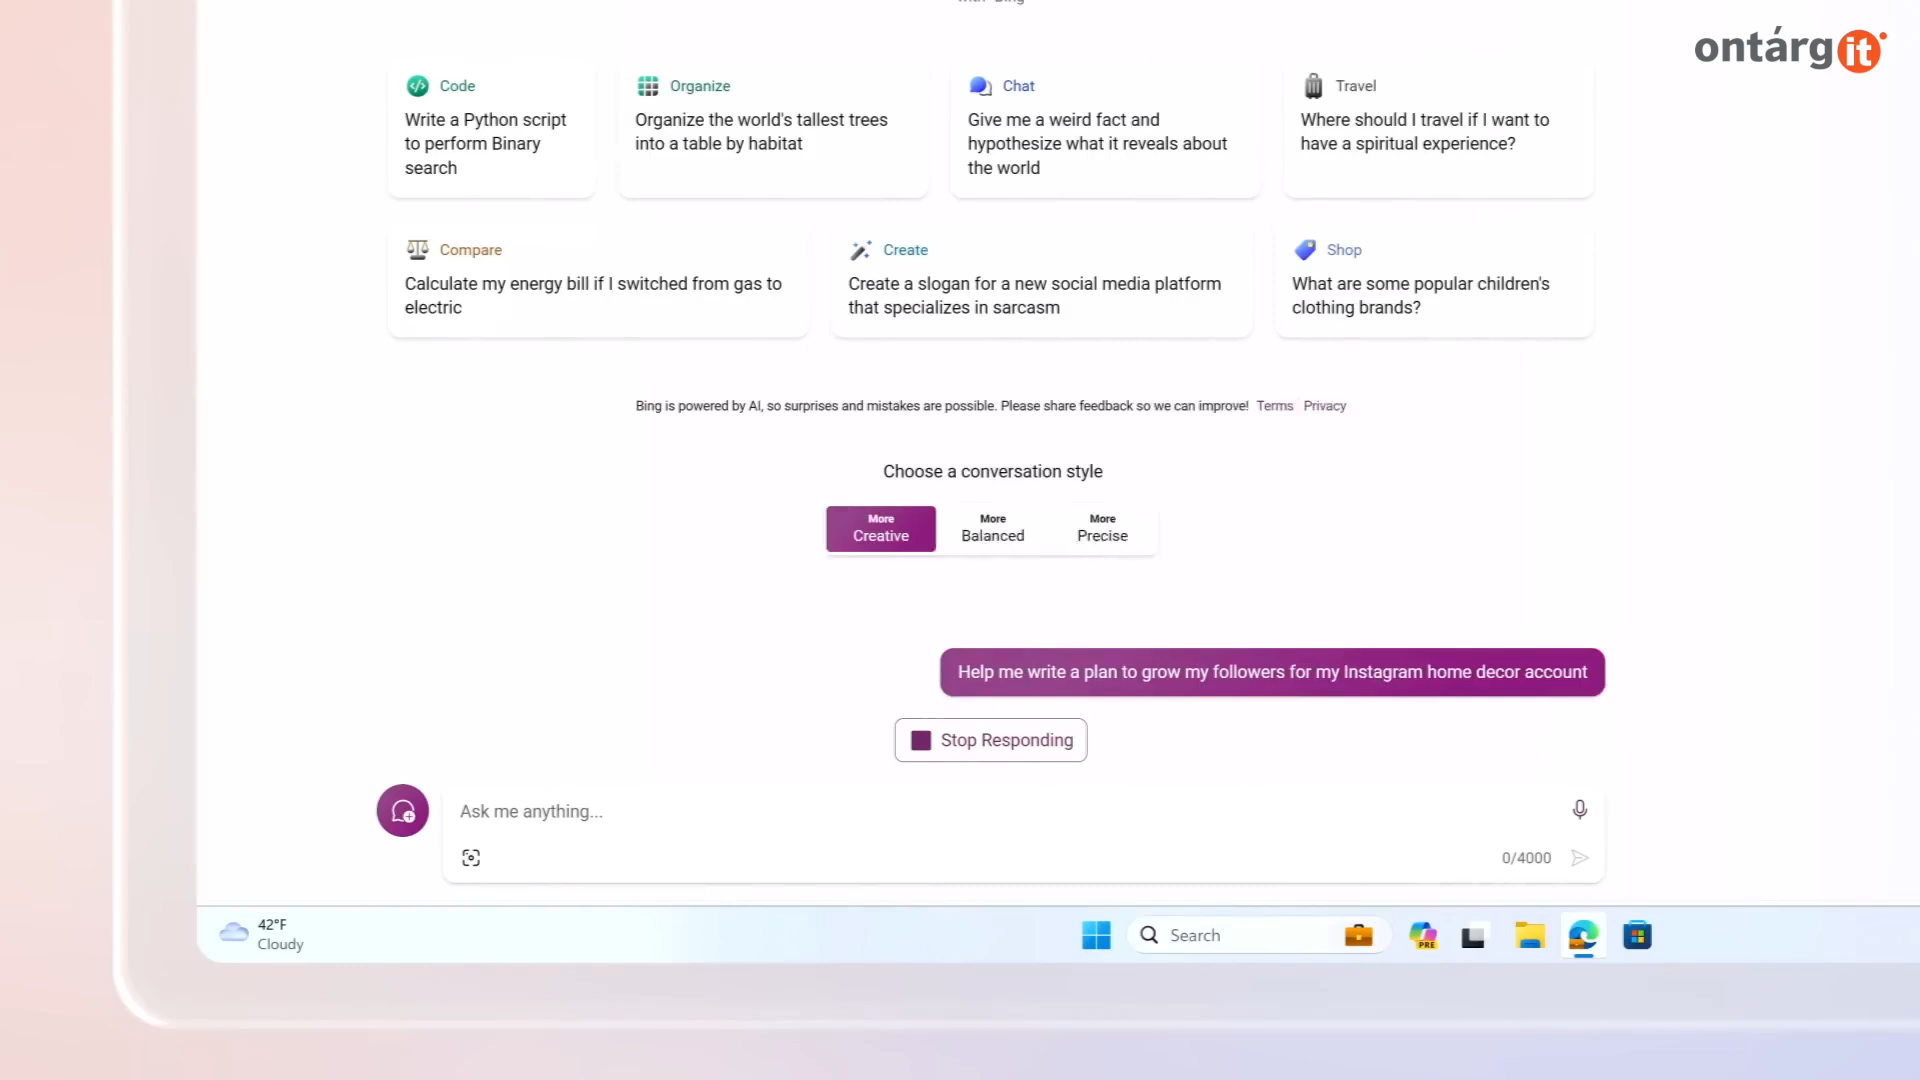 with Bing
ontárgit
Code
Write a Python script
to perform Binary
search
Organize
Organize the world's tallest trees
into a table by habitat
Chat
Give me a weird fact and
hypothesize what it reveals about
the world
Travel
Where should I travel if I want to
have a spiritual experience?
Compare
Calculate my energy bill if I switched from gas to
electric
Create
Create a slogan for a new social media platform
that specializes in sarcasm
Shop
What are some popular children's
clothing brands?
Bing is powered by AI, so surprises and mistakes are possible. Please share feedback so we can improve! Terms Privacy
Choose a conversation style
More
Creative
More
Balanced
More
Precise
Help me write a plan to grow my followers for my Instagram home decor account
Stop Responding
Ask me anything...
0/4000
42°F
Cloudy
Search
PRE